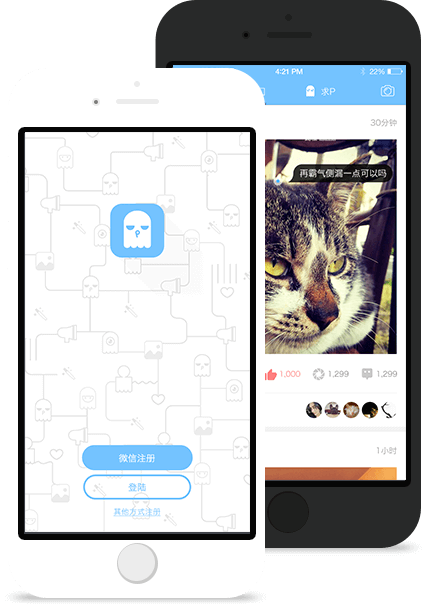 4:21 PM
22%
求P
30分钟
再霸气侧漏一点可以吗
1,000
1,299
1,299
1小时
微信注册
登陆
其他方式注册